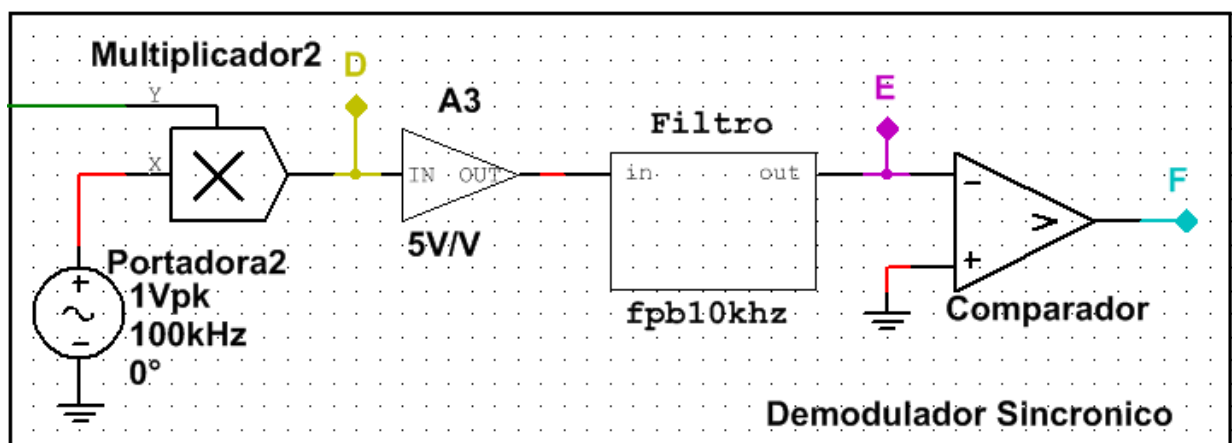 Multiplicador2
D
Y
A3
E
Filtro
X
IN OUT
in out
F
5V/V
Portadora2
1Vpk
100kHz
0°
fpb10khz
Comparador
Demodulador Sincronico